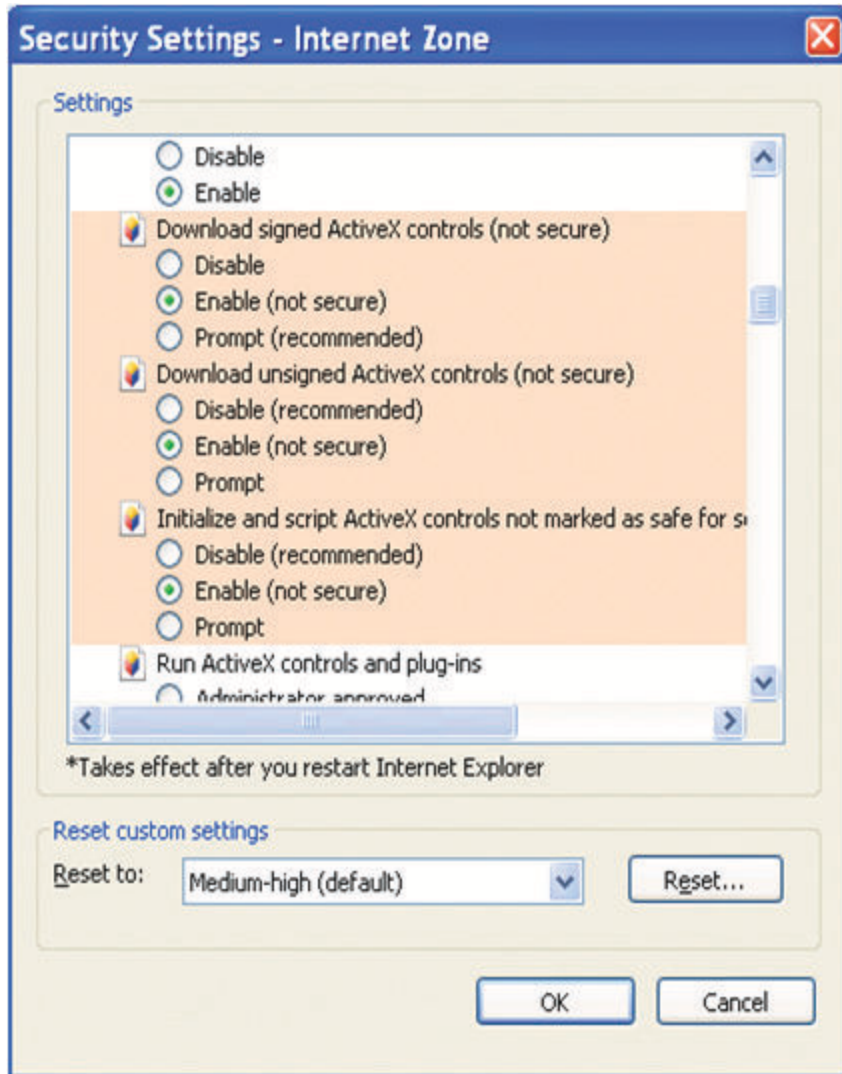 Security Settings - Internet Zone
Settings
Disable
Enable
Download signed ActiveX controls (not secure)
Disable
Enable (not secure)
Prompt (recommended)
Download unsigned ActiveX controls (not secure)
Disable (recommended)
Enable (not secure)
Prompt
Initialize and script ActiveX controls not marked as safe for
Disable (recommended)
Enable (not secure)
Prompt
Run ActiveX controls and plug-ins
Administrator approved
*Takes effect after you restart Internet Explorer
Reset custom settings
Reset to:
Medium-high (default)
Reset...
OK
Cancel